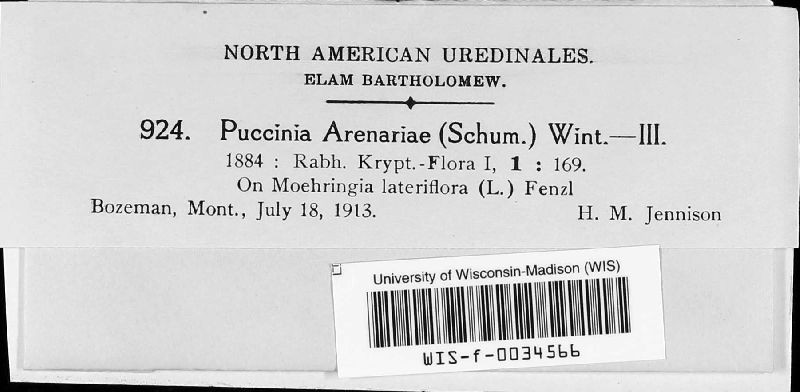 NORTH AMERICAN UREDINALES.
ELAM BARTHOLOMEW.
924. Puccinia Arenariae (Schum.) Wint.—III.
1884 : Rabh. Krypt.-Flora I, 1 : 169.
On Moehringia lateriflora (L.) Fenzl
Bozeman, Mont., July 18, 1913. H. M. Jennison
University of Wisconsin-Madison (WIS)
WIS-f-0034566